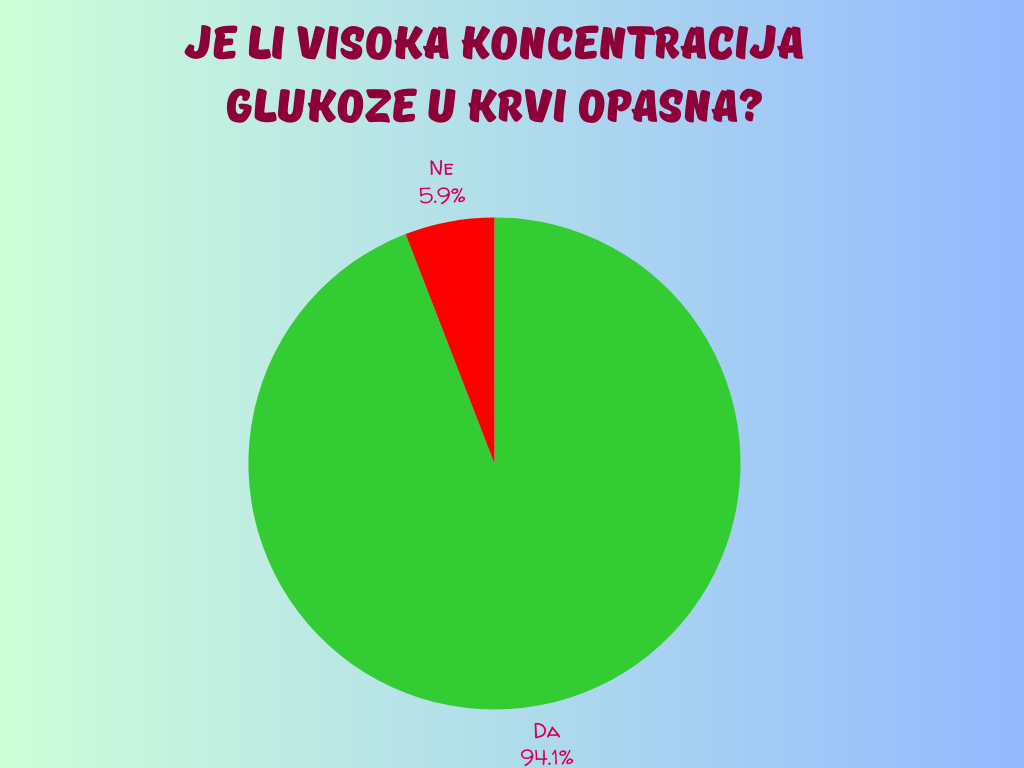 JE LI VISOKA KONCENTRACIJA
GLUKOZE U KRVI OPASNA?
Ne
5.9%
Da
94.1%